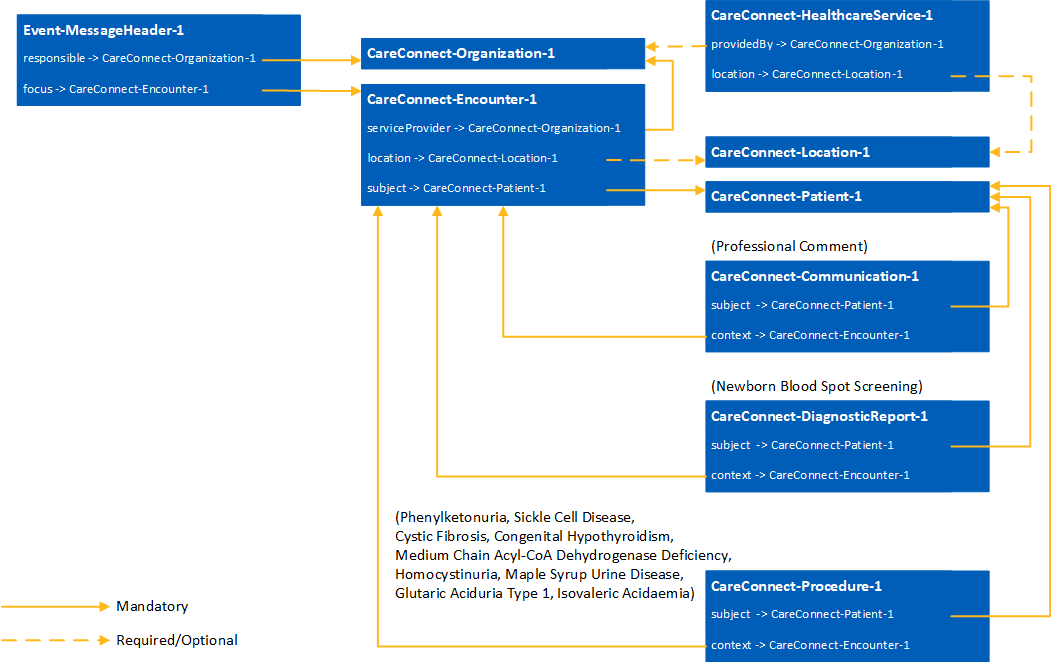 Event-MessageHeader-1
responsible -> CareConnect-Organization-1
focus -> CareConnect-Encounter-1
CareConnect-Organization-1
CareConnect-Encounter-1
serviceProvider -> CareConnect-Organization-1
location -> CareConnect-Location-1
subject -> CareConnect-Patient-1
CareConnect-HealthcareService-1
providedBy -> CareConnect-Organization-1
location -> CareConnect-Location-1
CareConnect-Location-1
CareConnect-Patient-1
(Professional Comment)
CareConnect-Communication-1
subject -> CareConnect-Patient-1
context -> CareConnect-Encounter-1
(Newborn Blood Spot Screening)
CareConnect-DiagnosticReport-1
subject -> CareConnect-Patient-1
context -> CareConnect-Encounter-1
(Phenylketonuria, Sickle Cell Disease,
Cystic Fibrosis, Congenital Hypothyroidism,
Medium Chain Acyl-CoA Dehydrogenase Deficiency,
Homocystinuria, Maple Syrup Urine Disease,
Glutaric Aciduria Type 1, Isovaleric Acidaemia)
CareConnect-Procedure-1
subject -> CareConnect-Patient-1
context -> CareConnect-Encounter-1
Mandatory
Required/Optional